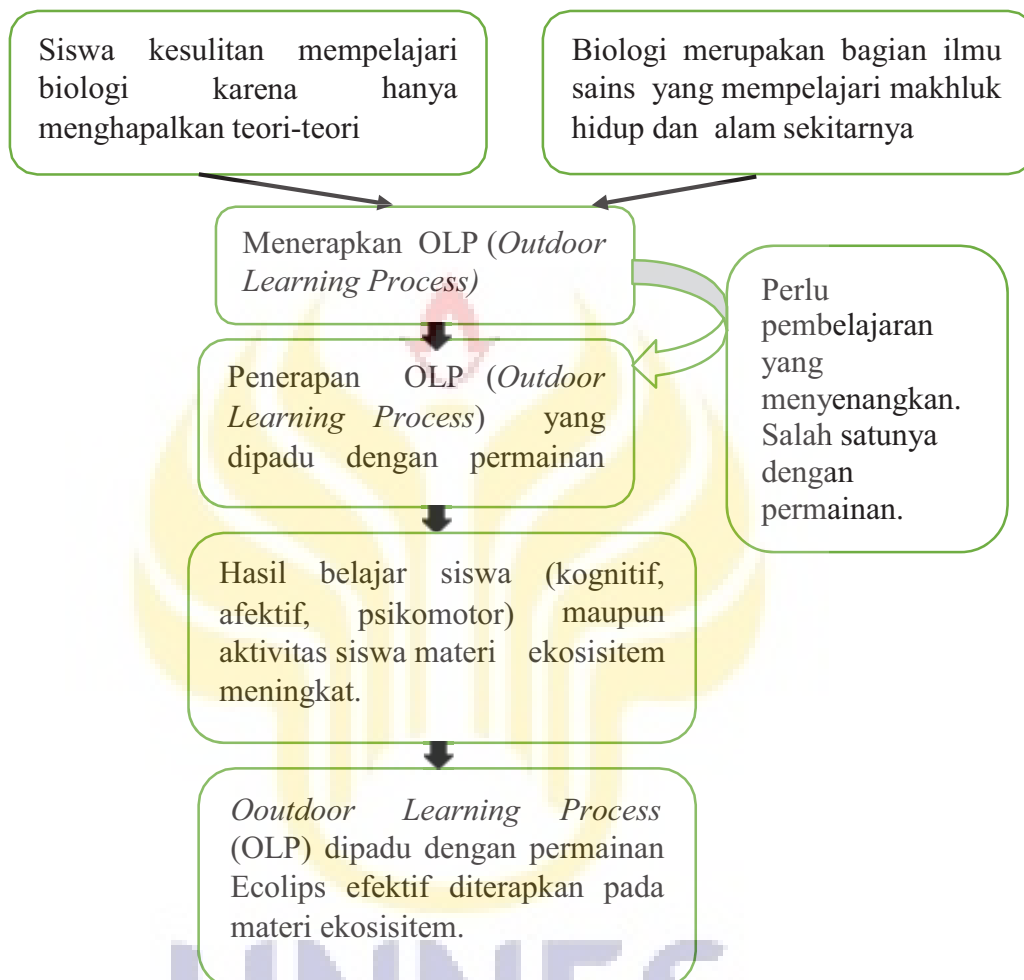 Siswa kesulitan mempelajari
biologi karena hanya
menghapalkan teori-teori
Biologi merupakan bagian ilmu
sains yang mempelajari makhluk
hidup dan alam sekitarnya
Menerapkan OLP (Outdoor
Learning Process)
Perlu
pembelajaran
yang
menyenangkan.
Salah satunya
dengan
permainan.
Penerapan OLP (Outdoor
Learning Process) yang
dipadu dengan permainan
Hasil belajar siswa (kognitif,
afektif, psikomotor) maupun
aktivitas siswa materi ekosisitem
meningkat.
Ooutdoor Learning Process
(OLP) dipadu dengan permainan
Ecolips efektif diterapkan pada
materi ekosisitem.
UNNES